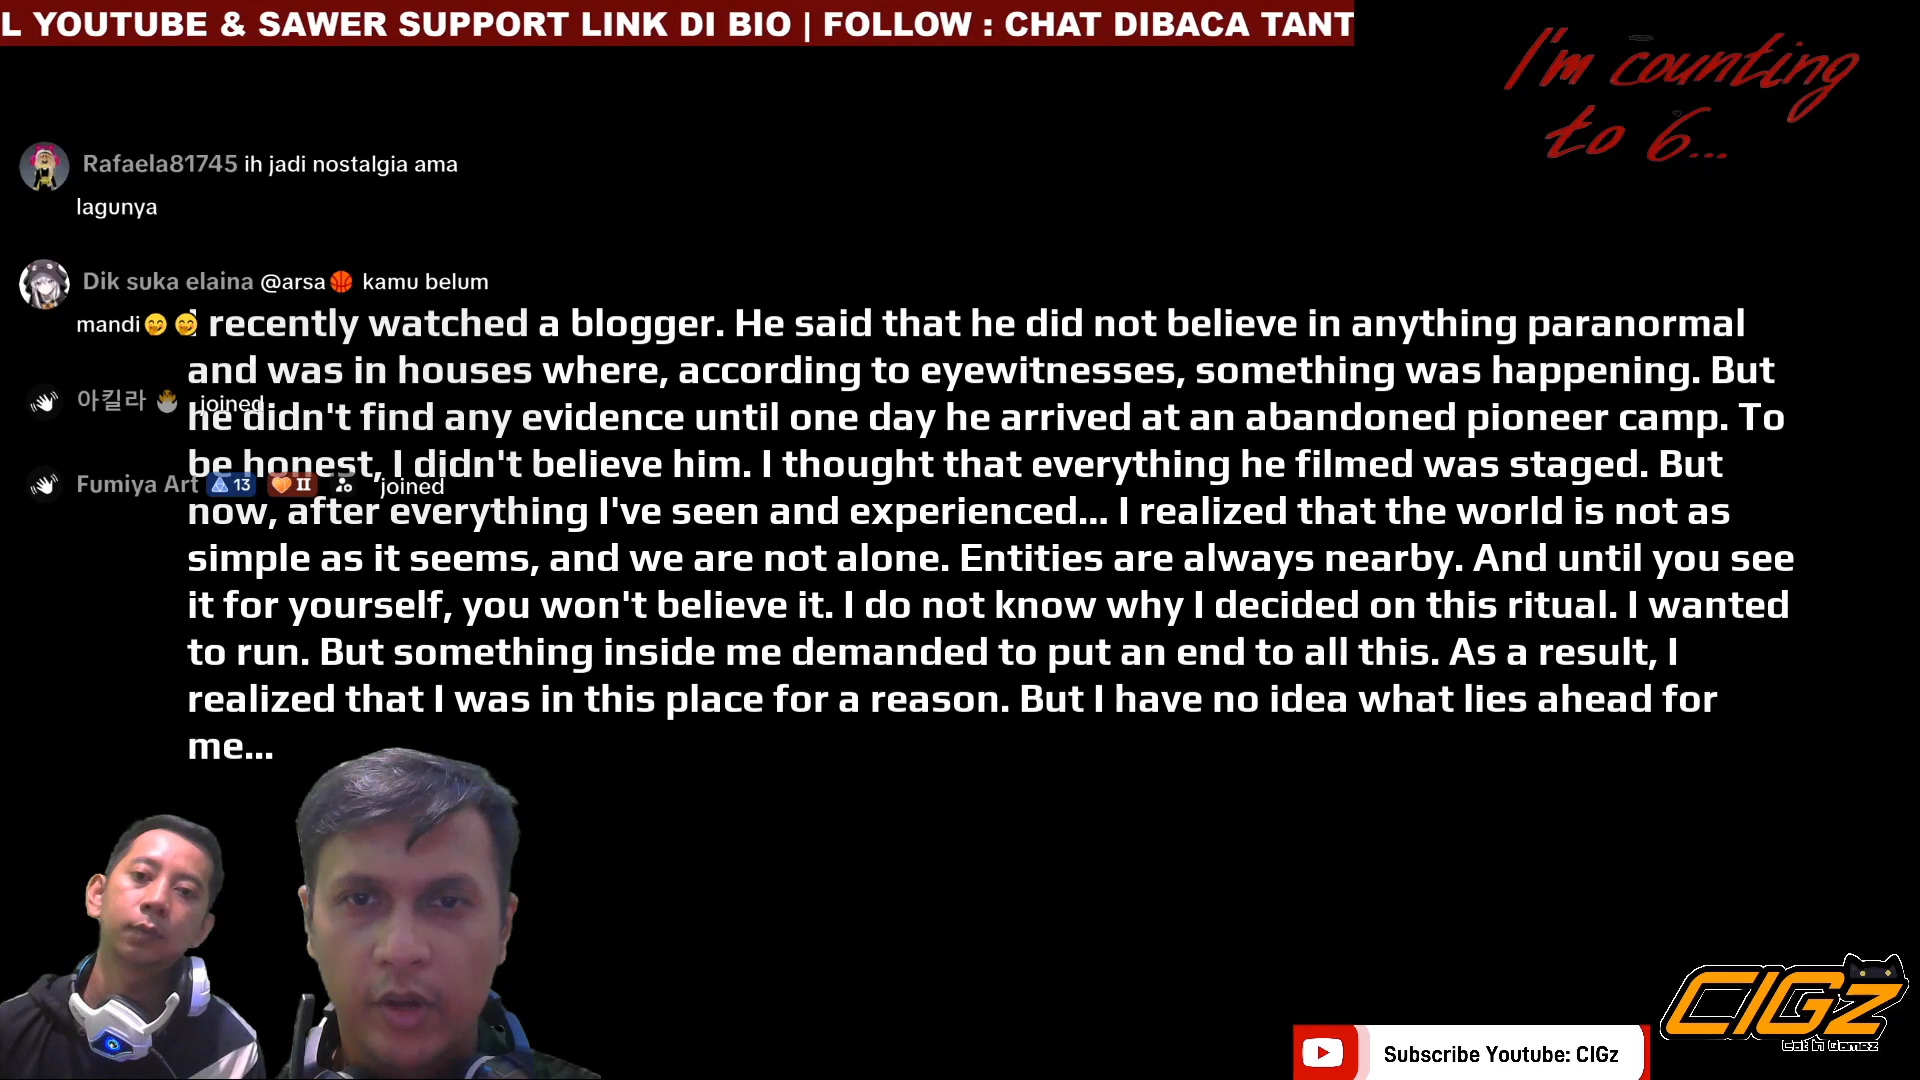 L YOUTUBE & SAWER SUPPORT LINK DI BIO | FOLLOW : CHAT DIBACA TANT
I'm counting
to 6...
Rafaela81745 ih jadi nostalgia ama
lagunya
Dik suka elaina @arsa🏀 kamu belum
mandi🤭🤭
아킬라 🐣 joined
Fumiya Art 13 II joined
recently watched a blogger. He said that he did not believe in anything paranormal
and was in houses where, according to eyewitnesses, something was happening. But
he didn't find any evidence until one day he arrived at an abandoned pioneer camp. To
be honest, I didn't believe him. I thought that everything he filmed was staged. But
now, after everything I've seen and experienced... I realized that the world is not as
simple as it seems, and we are not alone. Entities are always nearby. And until you see
it for yourself, you won't believe it. I do not know why I decided on this ritual. I wanted
to run. But something inside me demanded to put an end to all this. As a result, I
realized that I was in this place for a reason. But I have no idea what lies ahead for
me...
CIGz
Cat In Gamez
Subscribe Youtube: CIGz